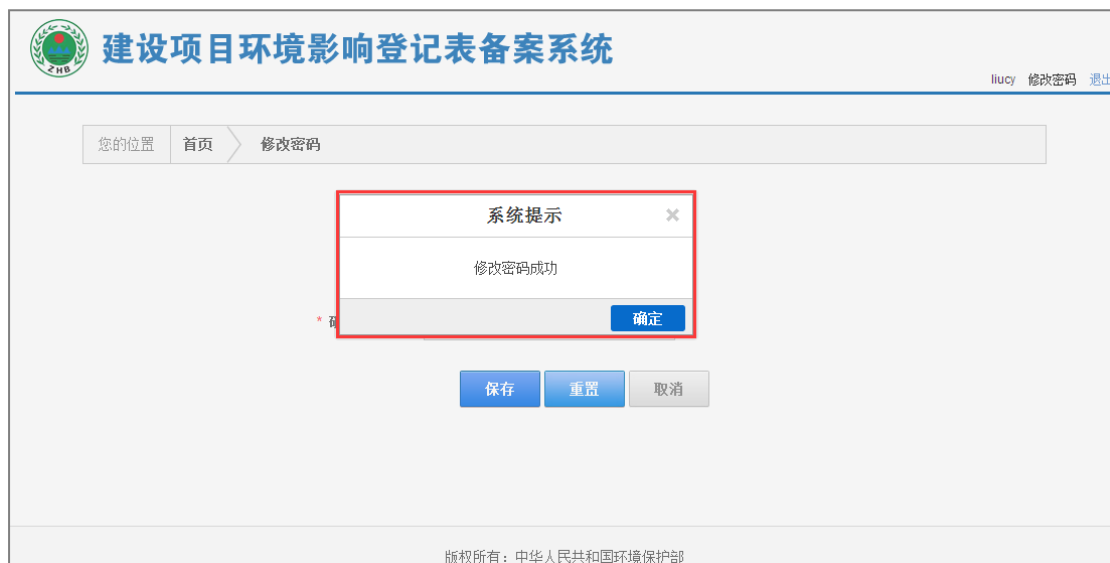 建设项目环境影响登记表备案系统
ZHB
liucy 修改密码 退出
您的位置 首页 修改密码
系统提示
修改密码成功
确定
*
保存 重置 取消
版权所有：中华人民共和国环境保护部